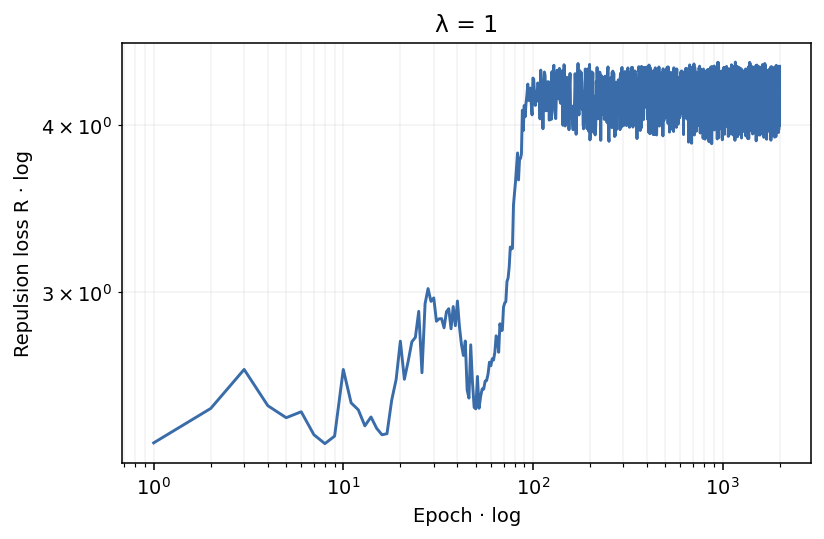 λ = 1
Repulsion loss R · log
4 × 10⁰
3 × 10⁰
10⁰ 10¹ 10² 10³
Epoch · log